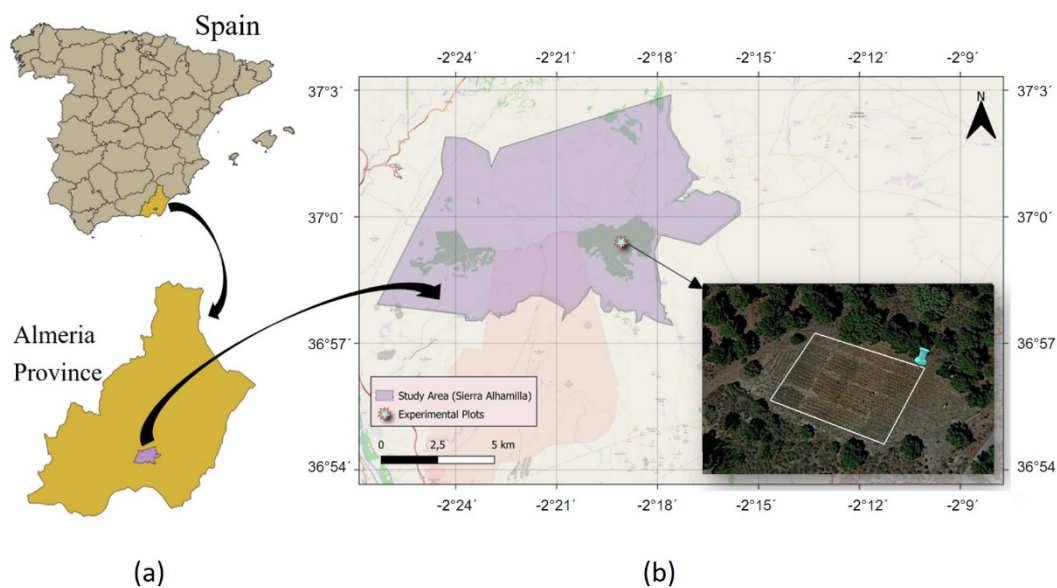 Spain
Almeria
Province
-2°24 -2°21 -2°18 -2°15 -2°12 -2°9
37°3' 37°3'
N
37°0' 37°0'
36°57 36°57
Study Area (Sierra Alhamilla)
Experimental Plots
0 2,5 5 km
36°54 36°54
-2°24 -2°20 -2°18 -2°15 -2°12 -2°9
(a) (b)